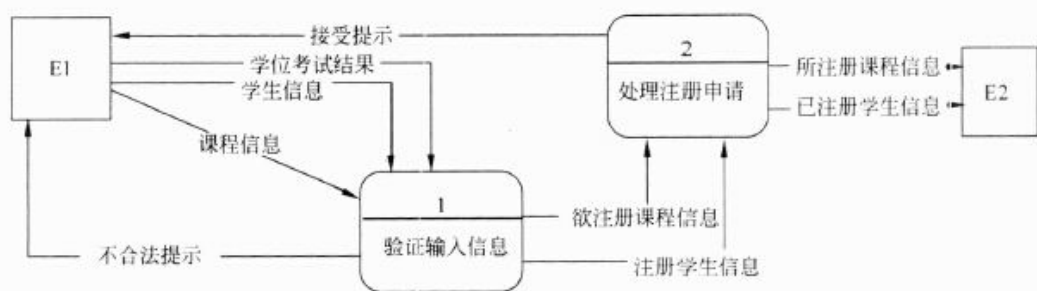 接受提示
E1
学位考试结果
学生信息
课程信息
不合法提示
1
验证输入信息
2
处理注册申请
所注册课程信息
已注册学生信息
E2
欲注册课程信息
注册学生信息